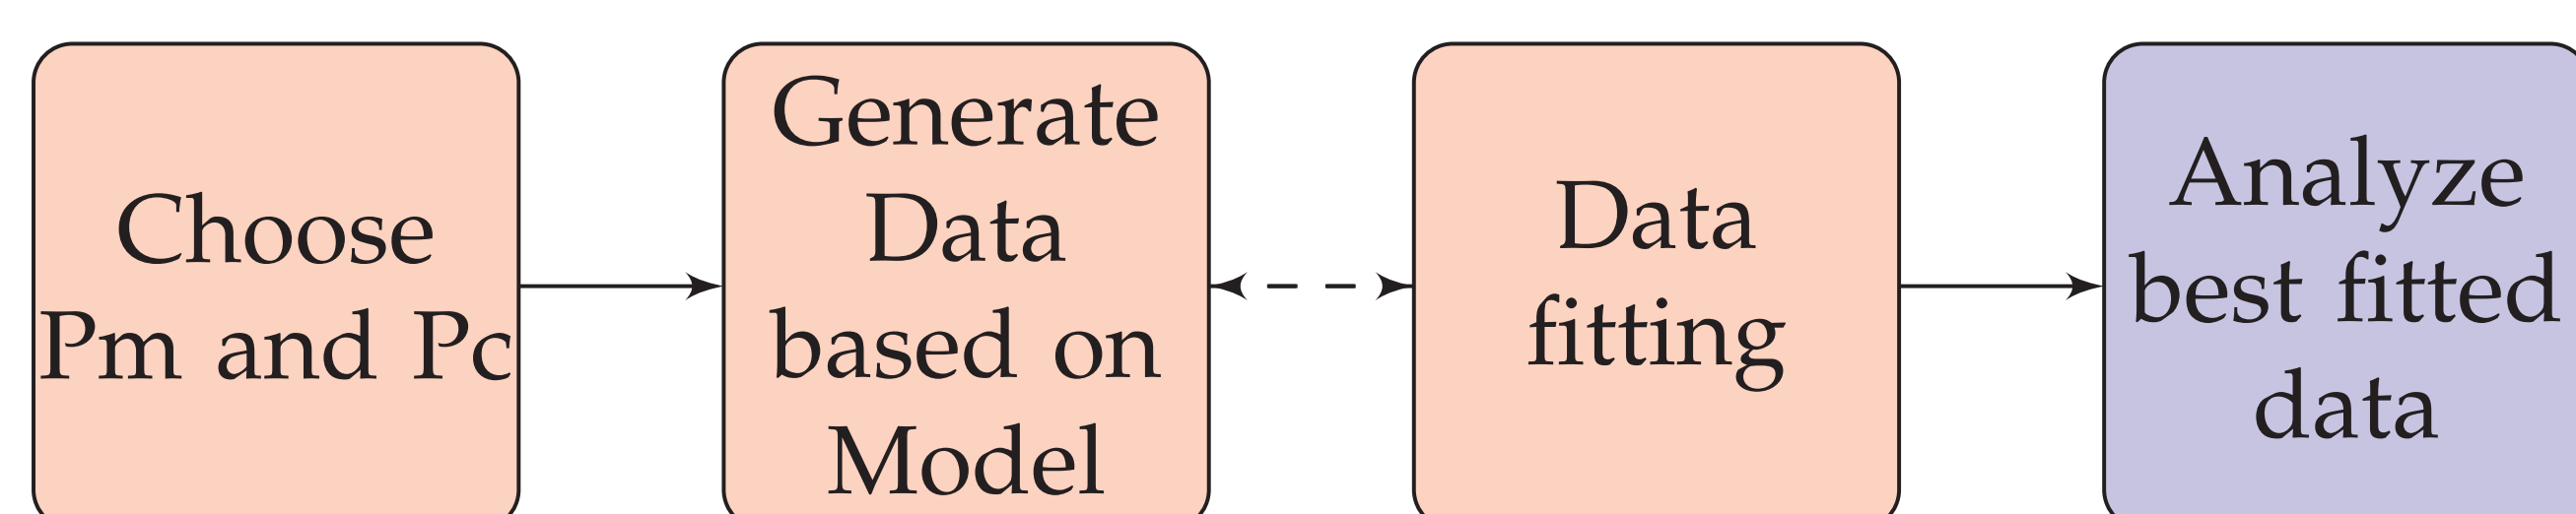 Choose
Pm and Pc
Generate
Data
based on
Model
Data
fitting
Analyze
best fitted
data